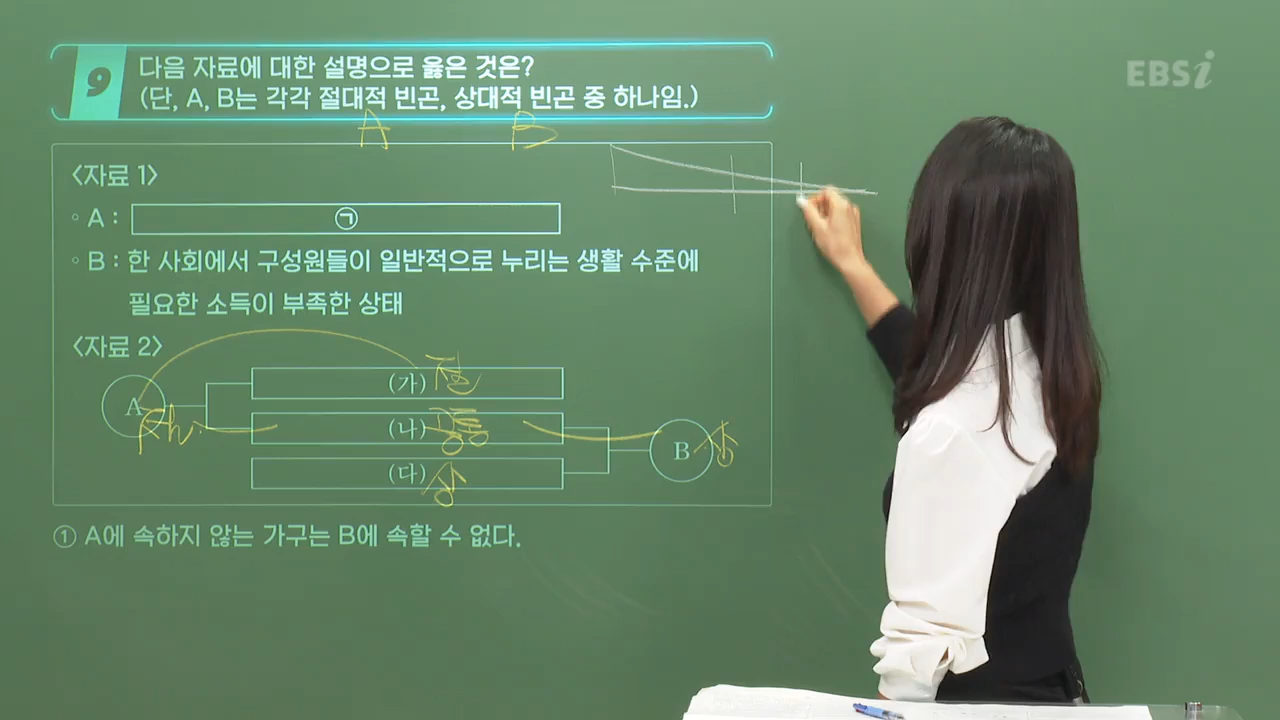 EBSi
9
다음 자료에 대한 설명으로 옳은 것은?
(단, A, B는 각각 절대적 빈곤, 상대적 빈곤 중 하나임.)
A B
<자료 1>
◦ A : ㉠
◦ B : 한 사회에서 구성원들이 일반적으로 누리는 생활 수준에
필요한 소득이 부족한 상태
<자료 2>
(가) 절
A
(나) 공통
B 상
(다) 상
① A에 속하지 않는 가구는 B에 속할 수 없다.